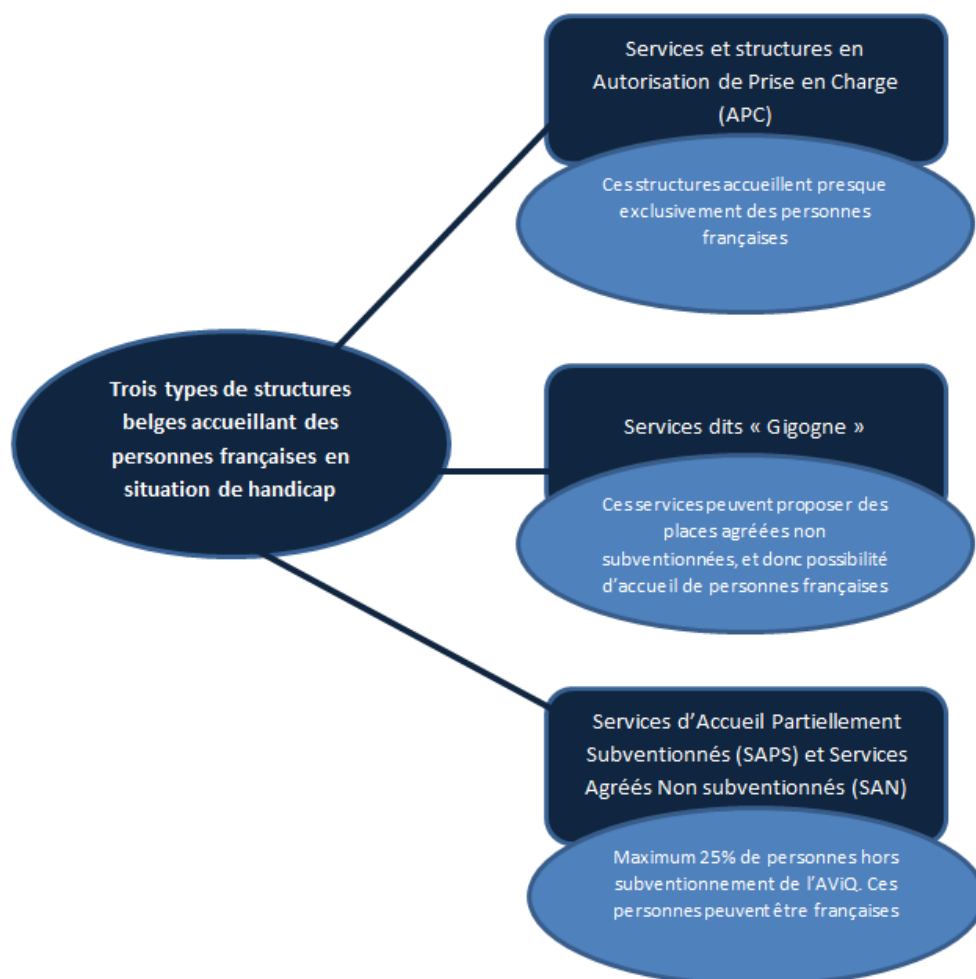 Services et structures en
Autorisation de Prise en Charge
(APC)
Ces structures accueillent presque
exclusivement des personnes
françaises
Trois types de structures
belges accueillant des
personnes françaises en
situation de handicap
Services dits « Gigogne »
Ces services peuvent proposer des
places agréées non
subventionnées, et donc possibilité
d’accueil de personnes françaises
Services d’Accueil Partiellement
Subventionnés (SAPS) et Services
Agréés Non subventionnés (SAN)
Maximum 25% de personnes hors
subventionnement de l’AViQ. Ces
personnes peuvent être françaises